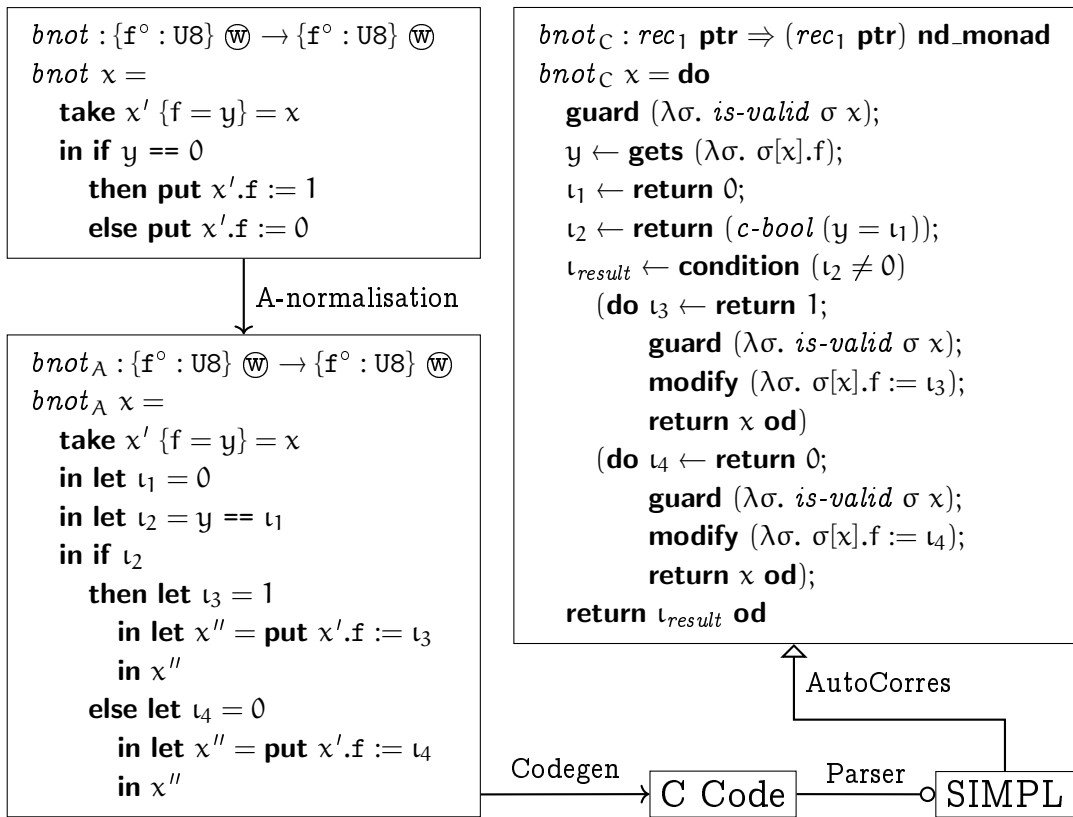 bnot : {f° : U8} ⓦ → {f° : U8} ⓦ
bnot x =
take x′ {f = y} = x
in if y == 0
then put x′.f := 1
else put x′.f := 0
A-normalisation
bnot_A : {f° : U8} ⓦ → {f° : U8} ⓦ
bnot_A x =
take x′ {f = y} = x
in let ι₁ = 0
in let ι₂ = y == ι₁
in if ι₂
then let ι₃ = 1
in let x″ = put x′.f := ι₃
in x″
else let ι₄ = 0
in let x″ = put x′.f := ι₄
in x″
bnot_C : rec₁ ptr ⇒ (rec₁ ptr) nd_monad
bnot_C x = do
guard (λσ. is-valid σ x);
y ← gets (λσ. σ[x].f);
ι₁ ← return 0;
ι₂ ← return (c-bool (y = ι₁));
ι_result ← condition (ι₂ ≠ 0)
(do ι₃ ← return 1;
guard (λσ. is-valid σ x);
modify (λσ. σ[x].f := ι₃);
return x od)
(do ι₄ ← return 0;
guard (λσ. is-valid σ x);
modify (λσ. σ[x].f := ι₄);
return x od);
return ι_result od
AutoCorres
Codegen
C Code
Parser
SIMPL